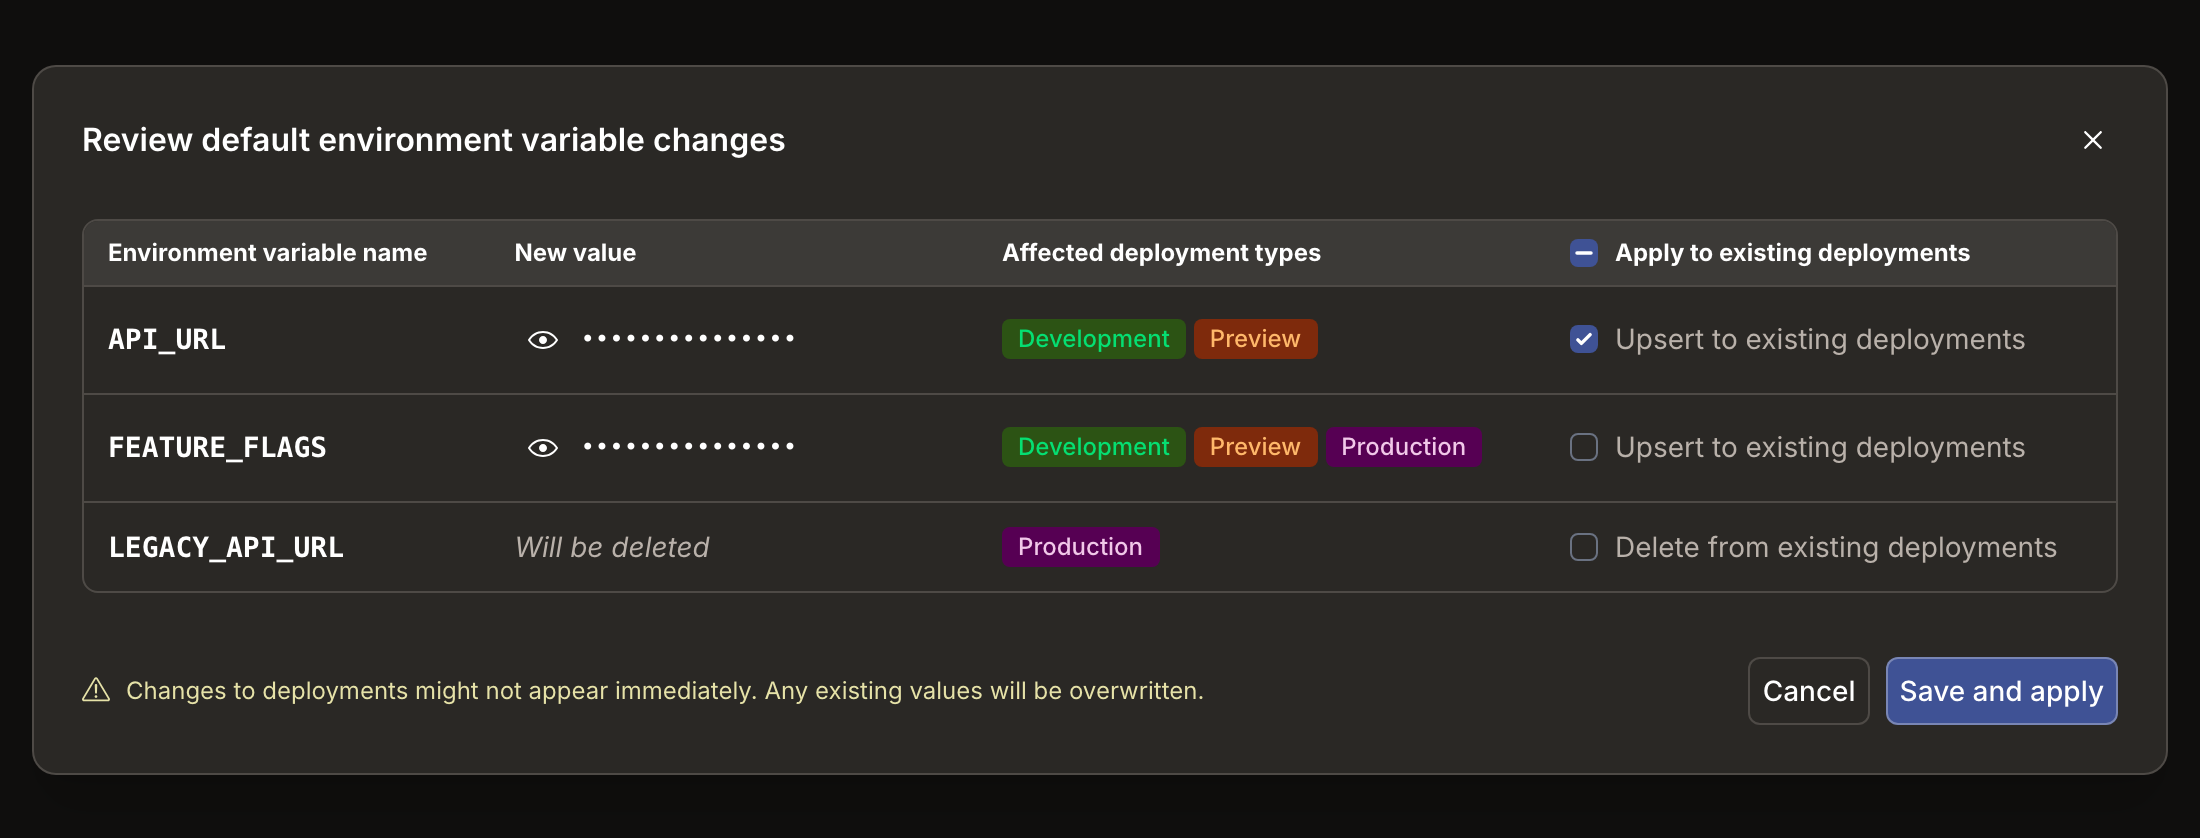 Review default environment variable changes
Environment variable name New value Affected deployment types Apply to existing deployments
API_URL ••••••••••••••• Development Preview Upsert to existing deployments
FEATURE_FLAGS ••••••••••••••• Development Preview Production Upsert to existing deployments
LEGACY_API_URL Will be deleted Production Delete from existing deployments
Changes to deployments might not appear immediately. Any existing values will be overwritten.
Cancel Save and apply